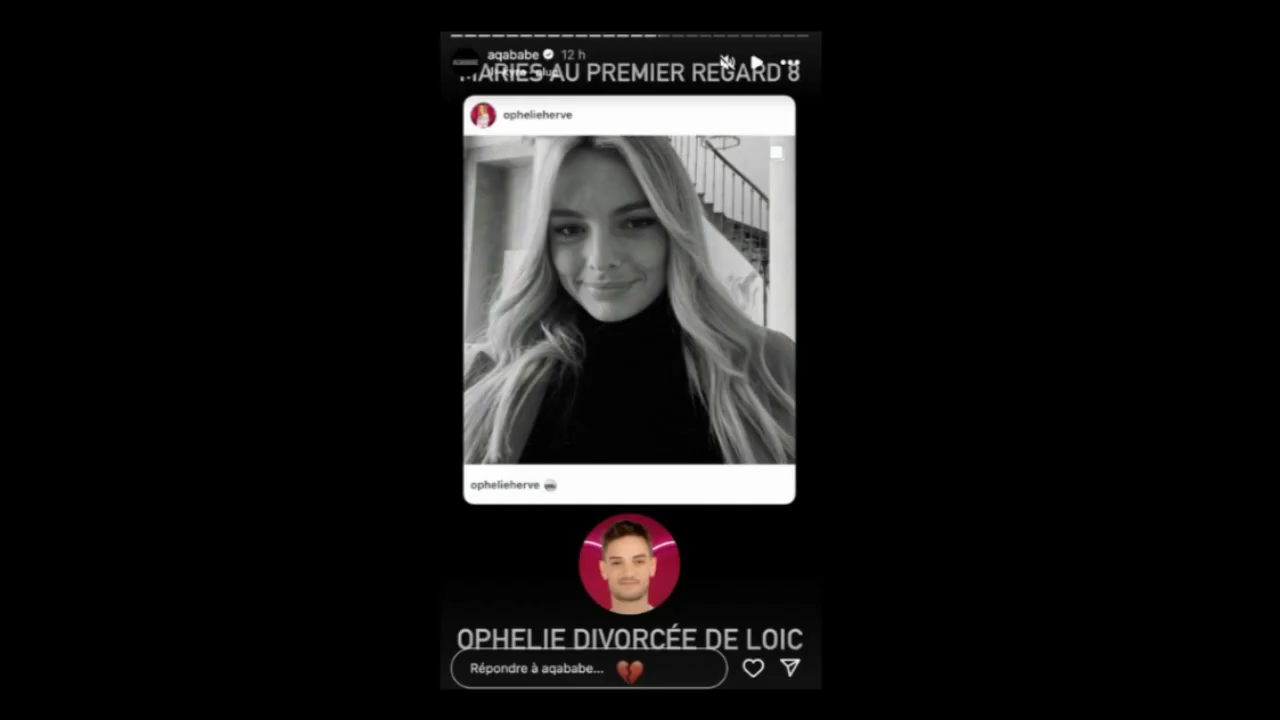 aqababe 12 h
MARIES AU PREMIER REGARD 8
ophelieherve
ophelieherve
OPHELIE DIVORCÉE DE LOIC
Répondre à aqababe...